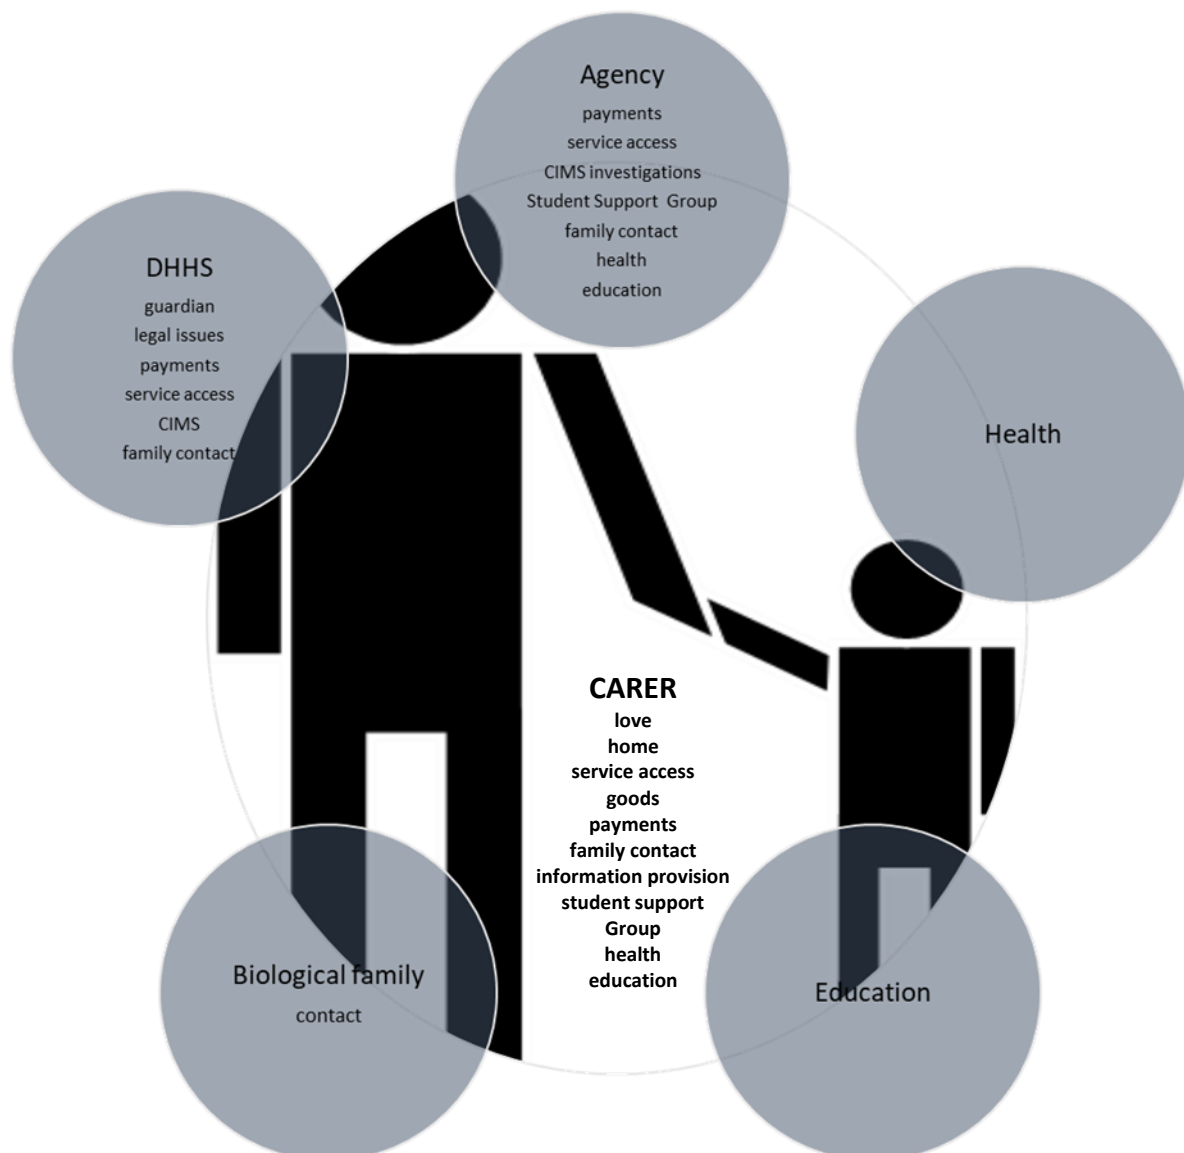 Agency
payments
service access
CIMS investigations
Student Support Group
family contact
health
education
DHHS
guardian
legal issues
payments
service access
CIMS
family contact
Health
CARER
love
home
service access
goods
payments
family contact
information provision
student support
Group
health
education
Biological family
contact
Education